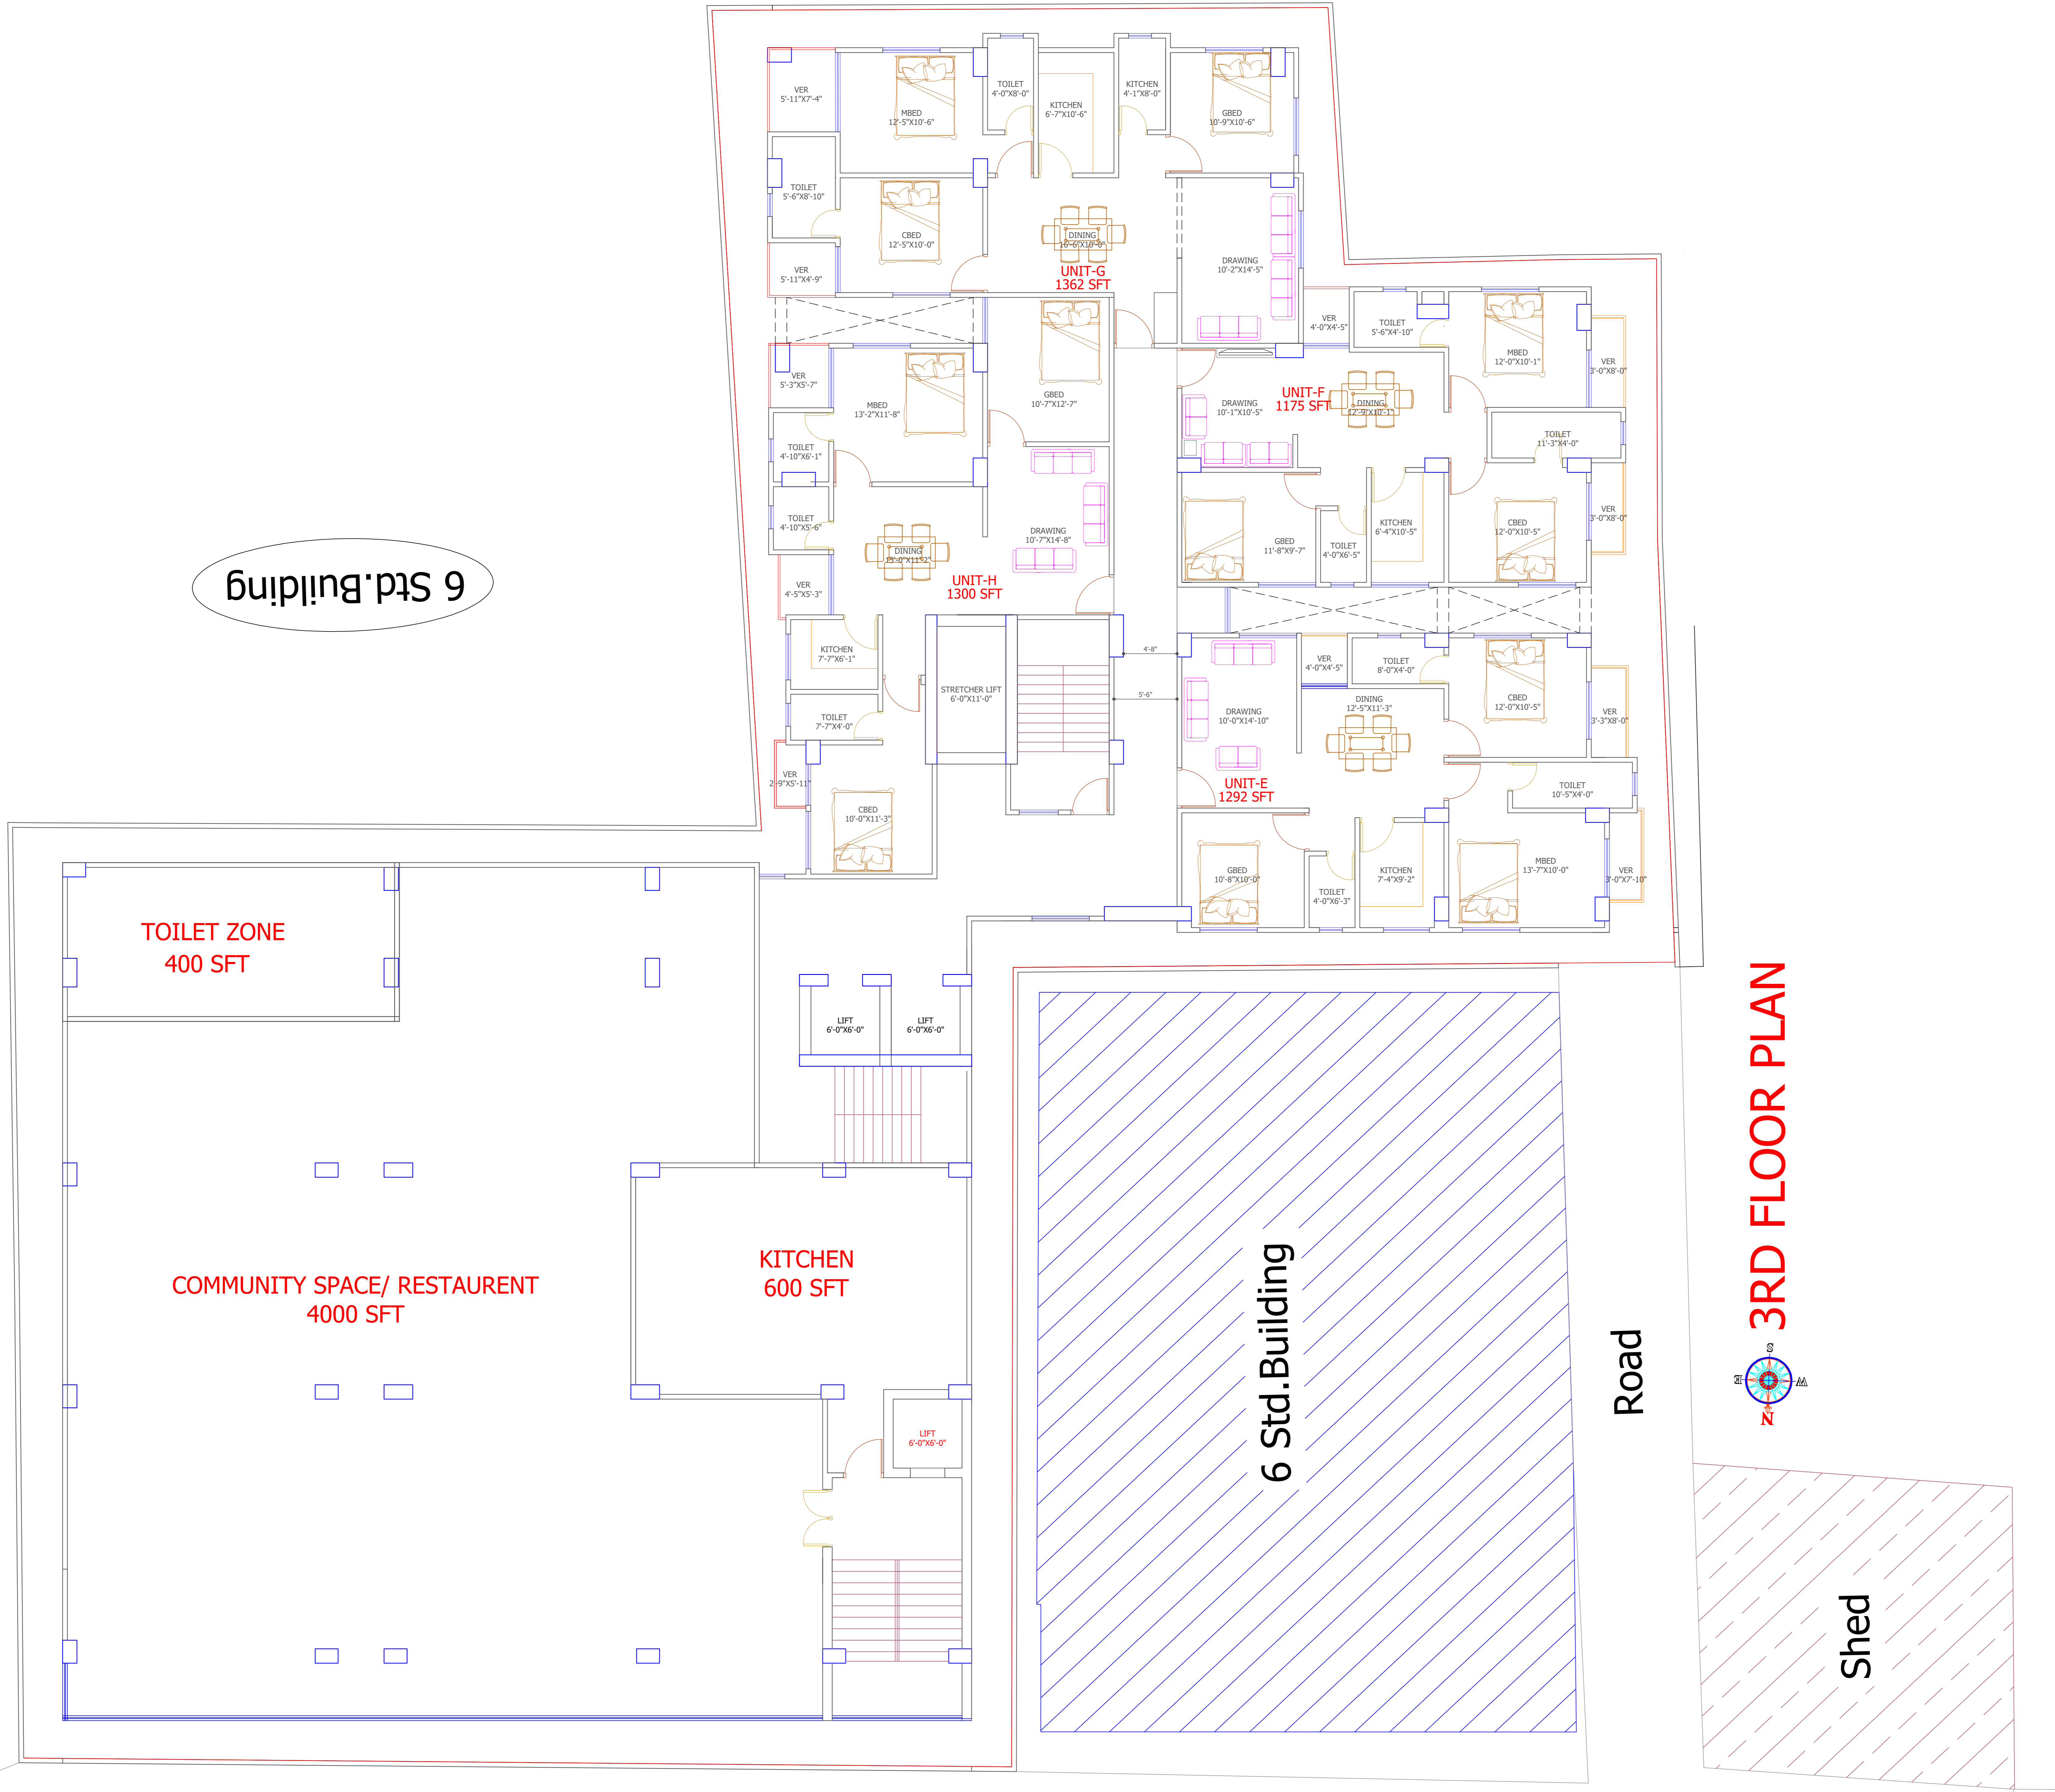 VER
5'-11"X7'-4"
MBED
12'-5"X10'-6"
TOILET
4'-0"X8'-0"
KITCHEN
6'-7"X10'-6"
KITCHEN
4'-1"X8'-0"
GBED
10'-9"X10'-6"
TOILET
5'-6"X8'-10"
CBED
12'-5"X10'-0"
DINING
VER
5'-11"X4'-9"
DRAWING
10'-2"X14'-5"
UNIT-G
1362 SFT
VER
4'-0"X4'-5"
TOILET
5'-6"X4'-10"
MBED
12'-0"X10'-1"
VER
3'-0"X8'-0"
VER
5'-3"X5'-7"
MBED
13'-2"X11'-8"
GBED
10'-7"X12'-7"
DRAWING
10'-1"X10'-5"
UNIT-F
1175 SFT
DINING
12'-9"X10'-1"
TOILET
11'-3"X4'-0"
TOILET
4'-10"X6'-1"
TOILET
4'-10"X5'-6"
DINING
13'-0"X11'-2"
DRAWING
10'-7"X14'-8"
GBED
11'-8"X9'-7"
TOILET
4'-0"X6'-5"
KITCHEN
6'-4"X10'-5"
CBED
12'-0"X10'-5"
VER
3'-0"X8'-0"
UNIT-H
1300 SFT
VER
4'-5"X5'-3"
6 Std.Building
KITCHEN
7'-7"X6'-1"
STRETCHER LIFT
6'-0"X11'-0"
4'-8"
5'-6"
TOILET
7'-7"X4'-0"
VER
2'-9"X5'-11"
CBED
10'-0"X11'-3"
VER
4'-0"X4'-5"
TOILET
8'-0"X4'-0"
CBED
12'-0"X10'-5"
VER
3'-3"X8'-0"
DRAWING
10'-0"X14'-10"
DINING
12'-5"X11'-3"
UNIT-E
1292 SFT
TOILET
10'-5"X4'-0"
GBED
10'-8"X10'-0"
TOILET
4'-0"X6'-3"
KITCHEN
7'-4"X9'-2"
MBED
13'-7"X10'-0"
VER
3'-0"X7'-10"
TOILET ZONE
400 SFT
LIFT
6'-0"X6'-0"
LIFT
6'-0"X6'-0"
COMMUNITY SPACE/ RESTAURENT
4000 SFT
KITCHEN
600 SFT
LIFT
6'-0"X6'-0"
6 Std.Building
Road
3RD FLOOR PLAN
S
E
W
N
Shed